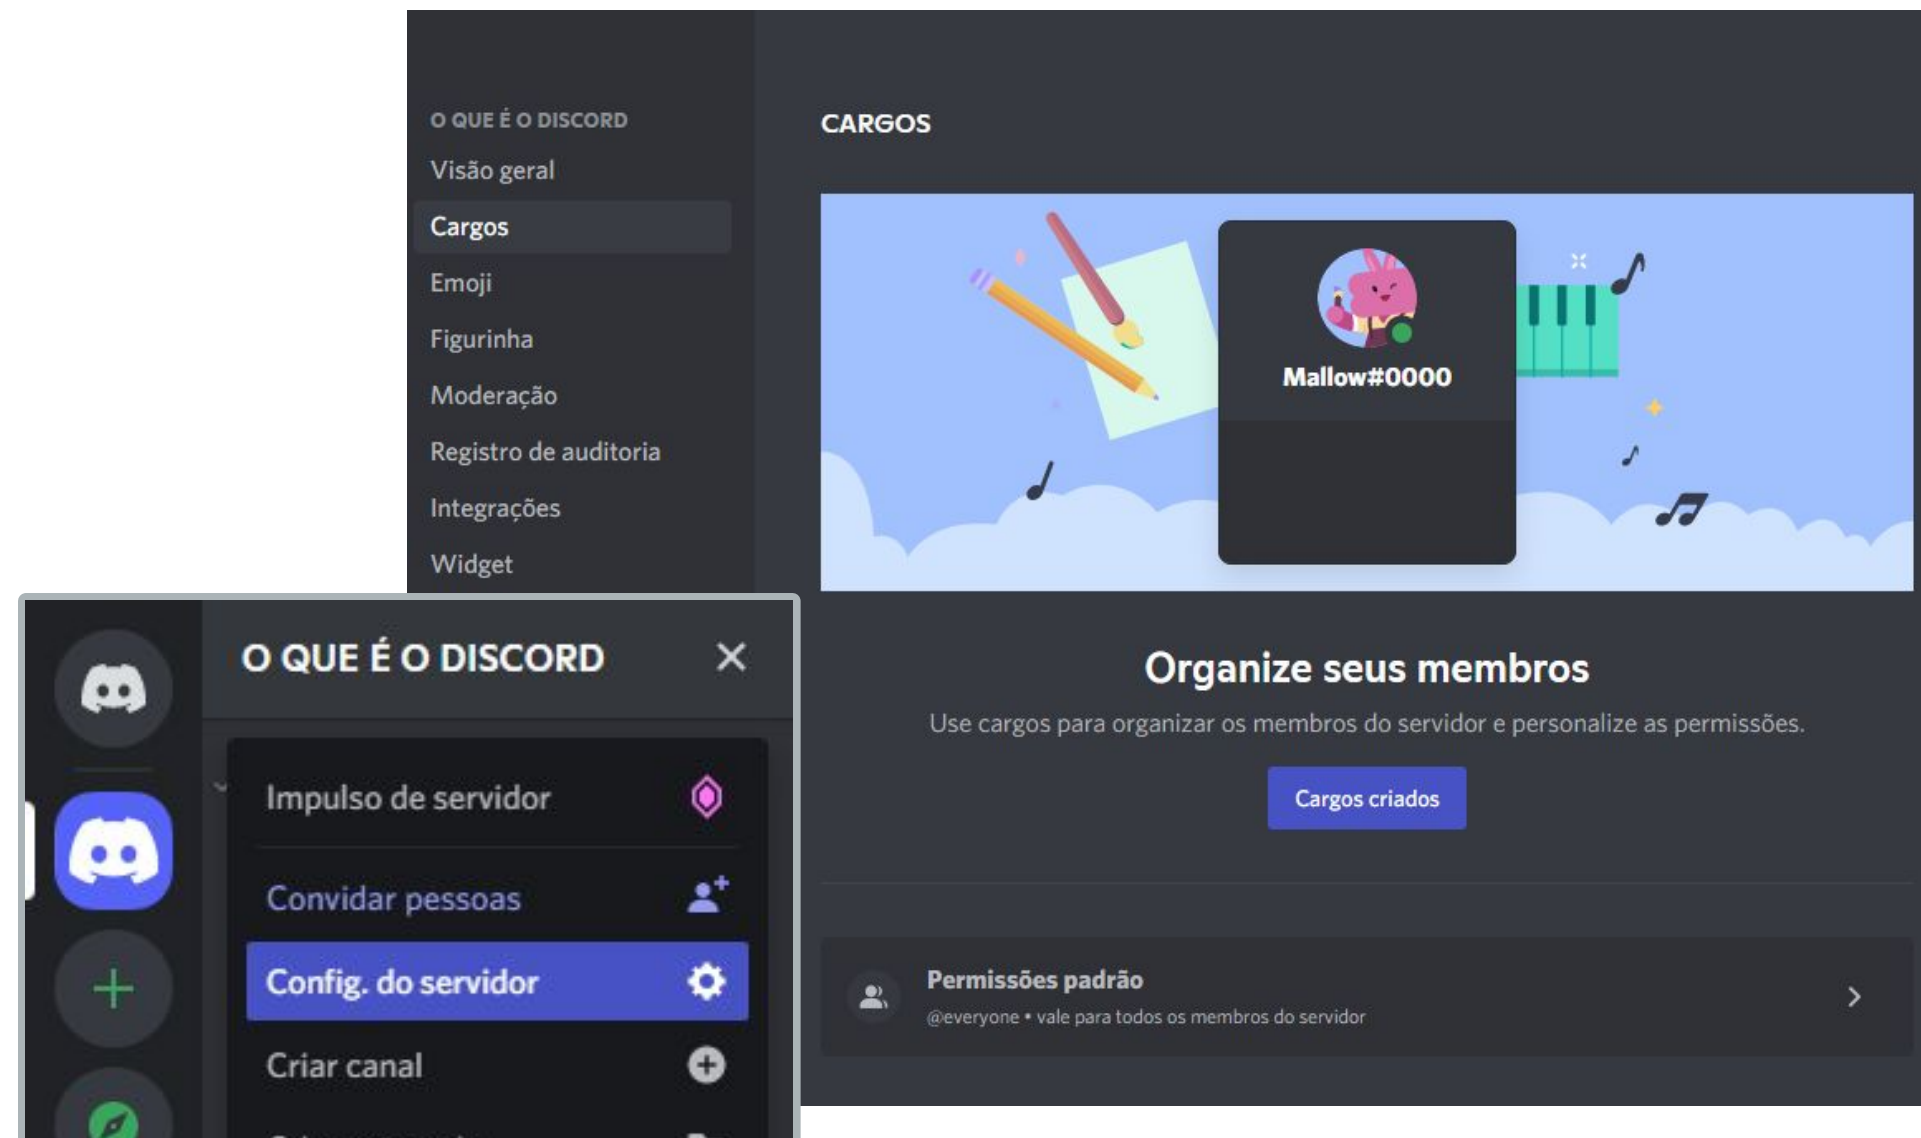 O QUE É O DISCORD
Visão geral
Cargos
Emoji
Figurinha
Moderação
Registro de auditoria
Integrações
Widget
CARGOS
Mallow#0000
Organize seus membros
Use cargos para organizar os membros do servidor e personalize as permissões.
Cargos criados
Permissões padrão
@everyone • vale para todos os membros do servidor
O QUE É O DISCORD
Impulso de servidor
Convidar pessoas
Config. do servidor
Criar canal